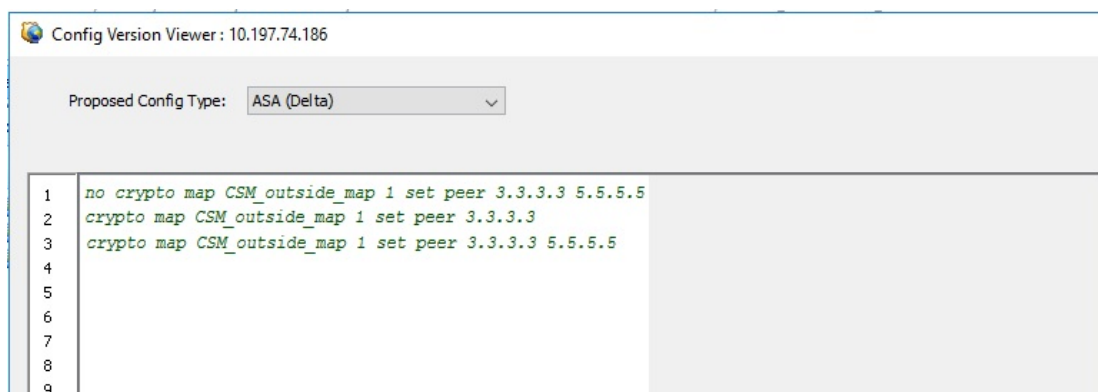 Config Version Viewer : 10.197.74.186
Proposed Config Type: ASA (Delta)
1 no crypto map CSM_outside_map 1 set peer 3.3.3.3 5.5.5.5
2 crypto map CSM_outside_map 1 set peer 3.3.3.3
3 crypto map CSM_outside_map 1 set peer 3.3.3.3 5.5.5.5
4
5
6
7
8
9